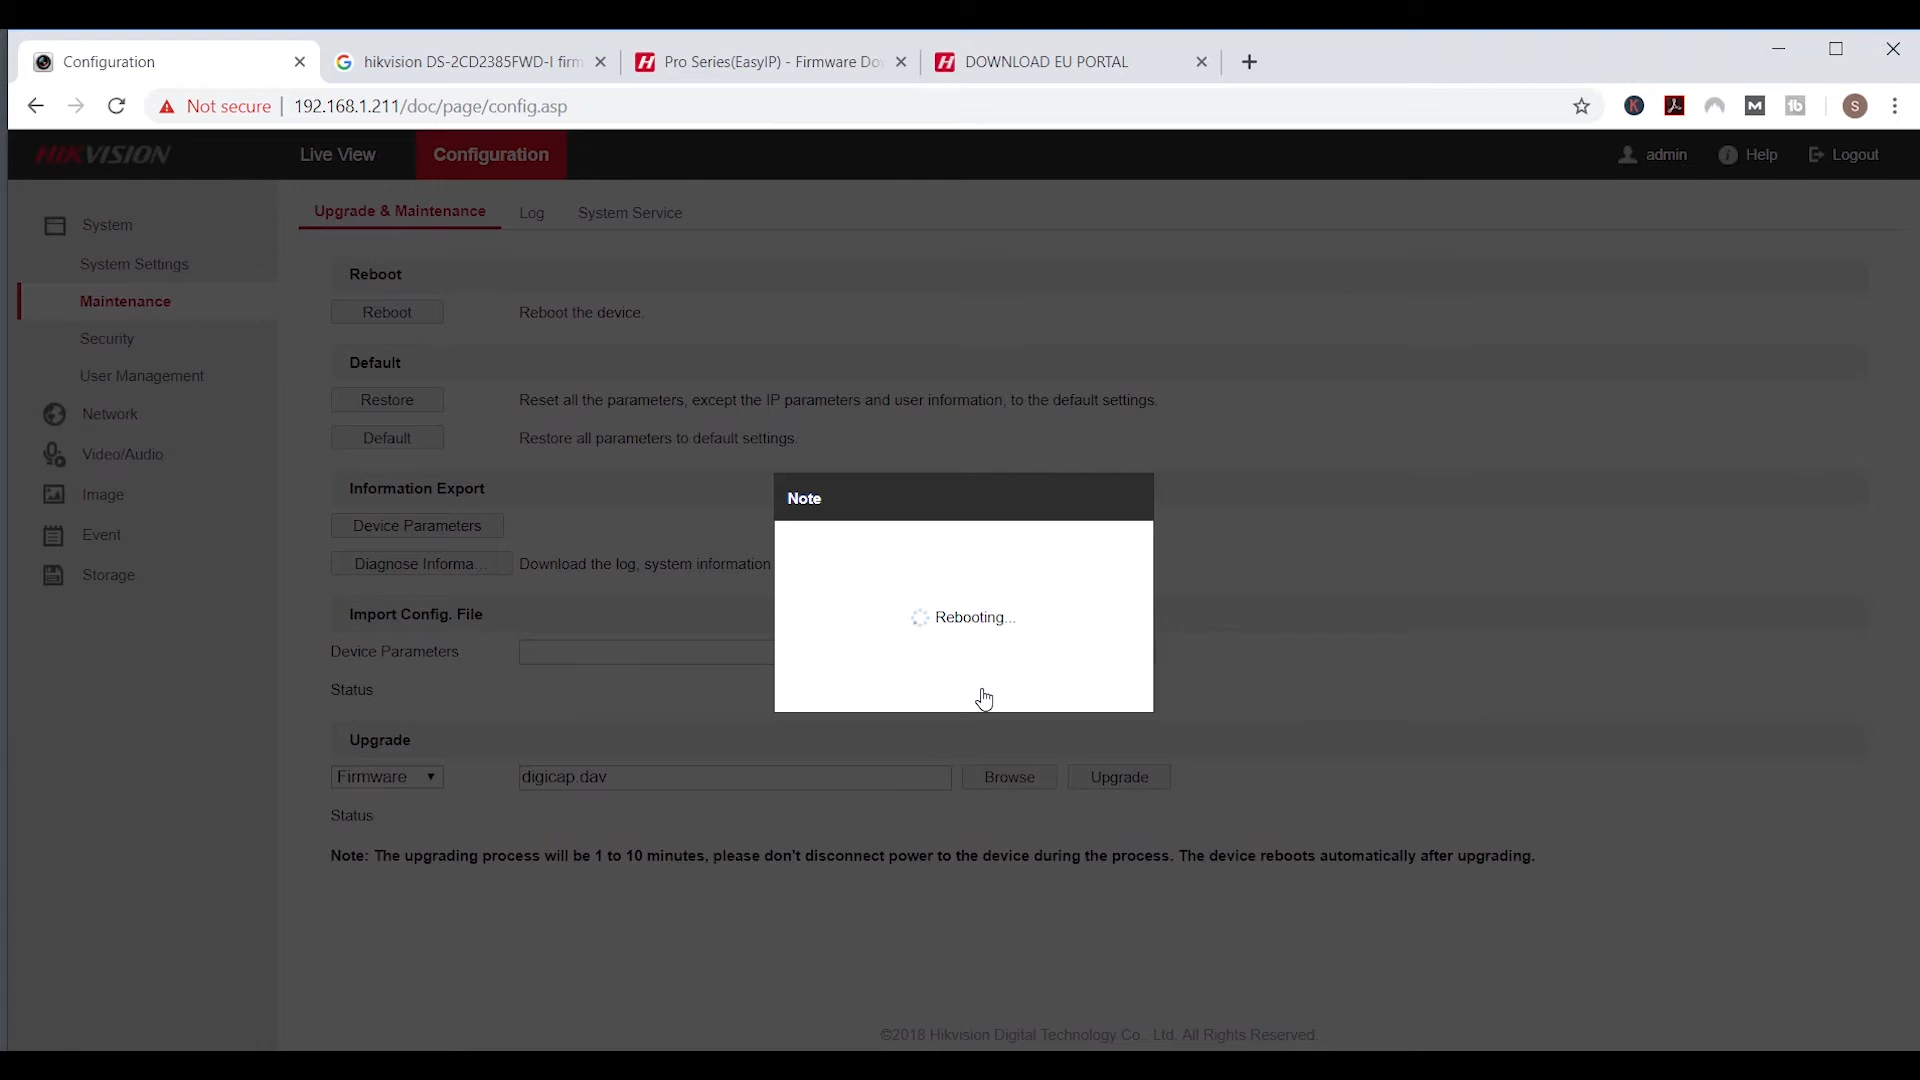 Configuration
hikvision DS-2CD2385FWD-I firm
Pro Series(EasyIP) - Firmware Do
DOWNLOAD EU PORTAL
Not secure
192.168.1.211/doc/page/config.asp
K
M
tb
S
HIKVISION
Live View
Configuration
admin
Help
Logout
System
System Settings
Maintenance
Security
User Management
Network
Video/Audio
Image
Event
Storage
Upgrade & Maintenance
Log
System Service
Reboot
Reboot
Reboot the device.
Default
Restore
Reset all the parameters, except the IP parameters and user information, to the default settings.
Default
Restore all parameters to default settings.
Information Export
Device Parameters
Diagnose Informa...
Download the log, system information
Note
Rebooting...
Import Config. File
Device Parameters
Status
Upgrade
Firmware
digicap.dav
Browse
Upgrade
Status
Note: The upgrading process will be 1 to 10 minutes, please don't disconnect power to the device during the process. The device reboots automatically after upgrading.
©2018 Hikvision Digital Technology Co., Ltd. All Rights Reserved.